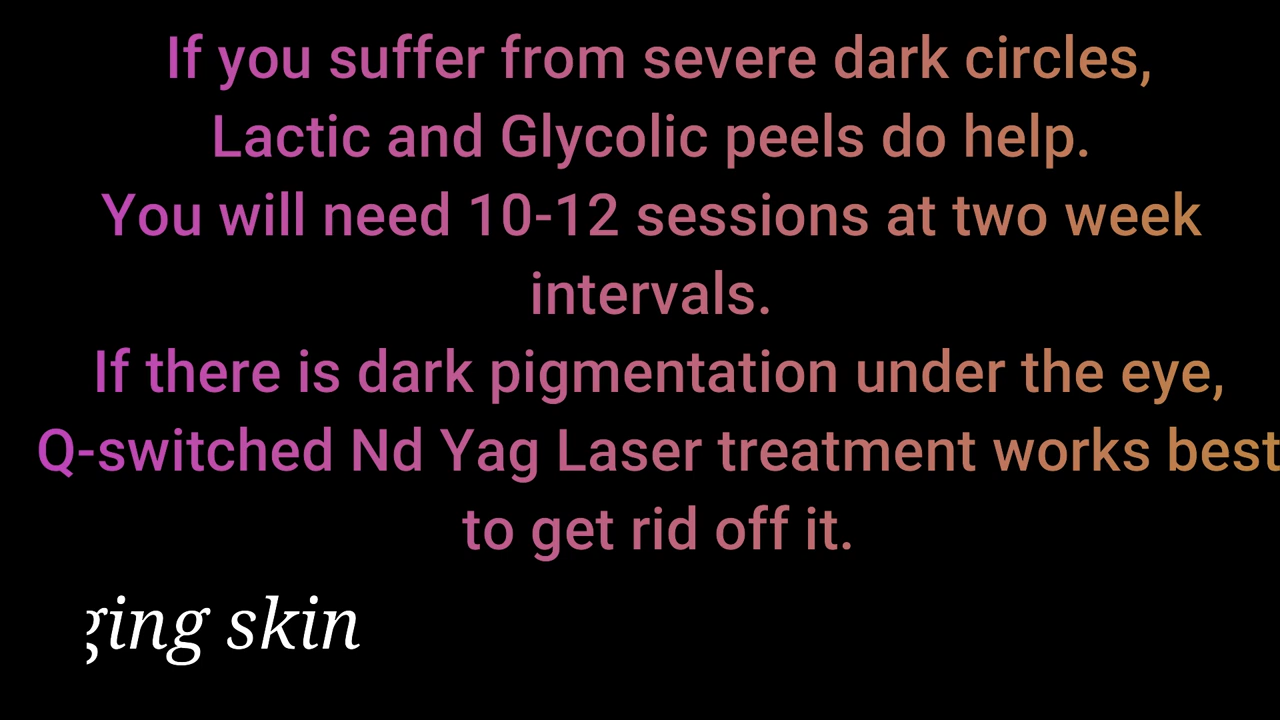 If you suffer from severe dark circles,
Lactic and Glycolic peels do help.
You will need 10-12 sessions at two week
intervals.
If there is dark pigmentation under the eye,
Q-switched Nd Yag Laser treatment works best
to get rid off it.
ging skin